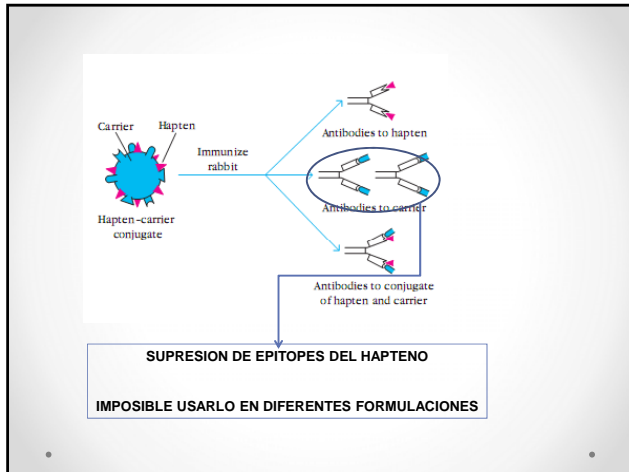 Carrier Hapten
Immunize
rabbit
Hapten-carrier
conjugate
Antibodies to hapten
Antibodies to carrier
Antibodies to conjugate
of hapten and carrier
SUPRESION DE EPITOPES DEL HAPTENO
IMPOSIBLE USARLO EN DIFERENTES FORMULACIONES